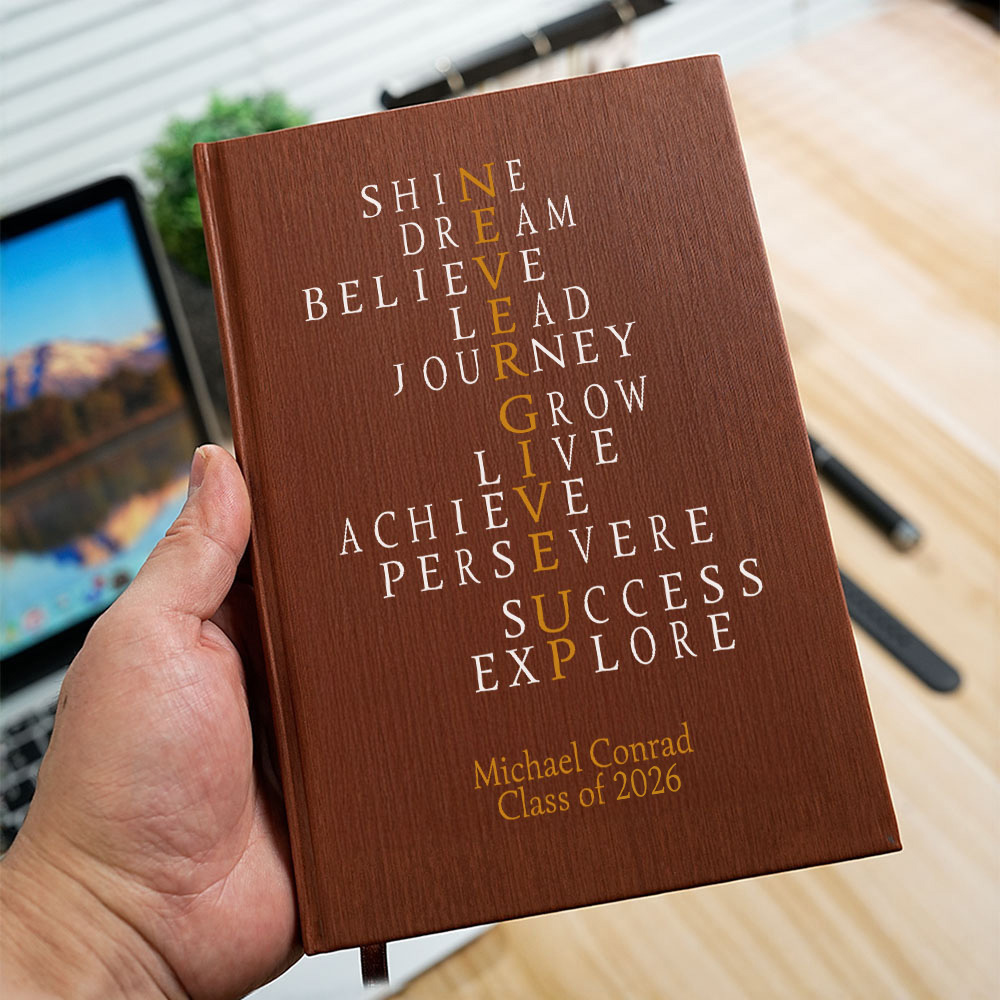 SHINE
DREAM
BELIEVE
LEAD
JOURNEY
GROW
LIVE
ACHIEVE
PERSEVERE
SUCCESS
EXPLORE
Michael Conrad
Class of 2026